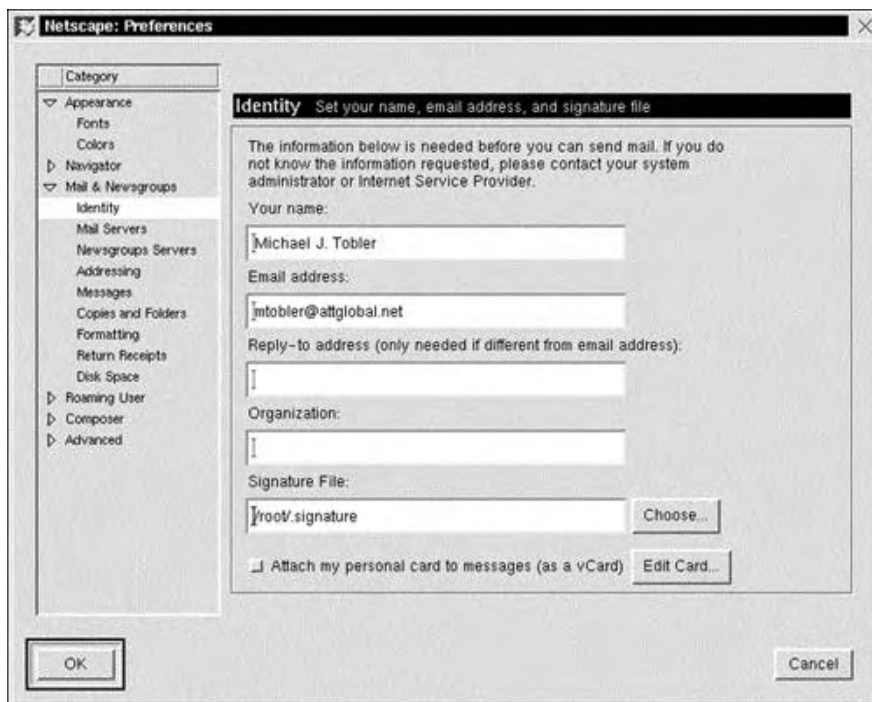 Netscape: Preferences
Category
Appearance
Fonts
Colors
Navigator
Mail & Newsgroups
Identity
Mail Servers
Newsgroups Servers
Addressing
Messages
Copies and Folders
Formatting
Return Receipts
Disk Space
Roaming User
Composer
Advanced
Identity Set your name, email address, and signature file
The information below is needed before you can send mail. If you do
not know the information requested, please contact your system
administrator or Internet Service Provider.
Your name:
Michael J. Tobler
Email address:
mtobler@attglobal.net
Reply-to address (only needed if different from email address):
Organization:
Signature File:
/root/.signature
Choose...
Attach my personal card to messages (as a vCard)
Edit Card...
OK
Cancel